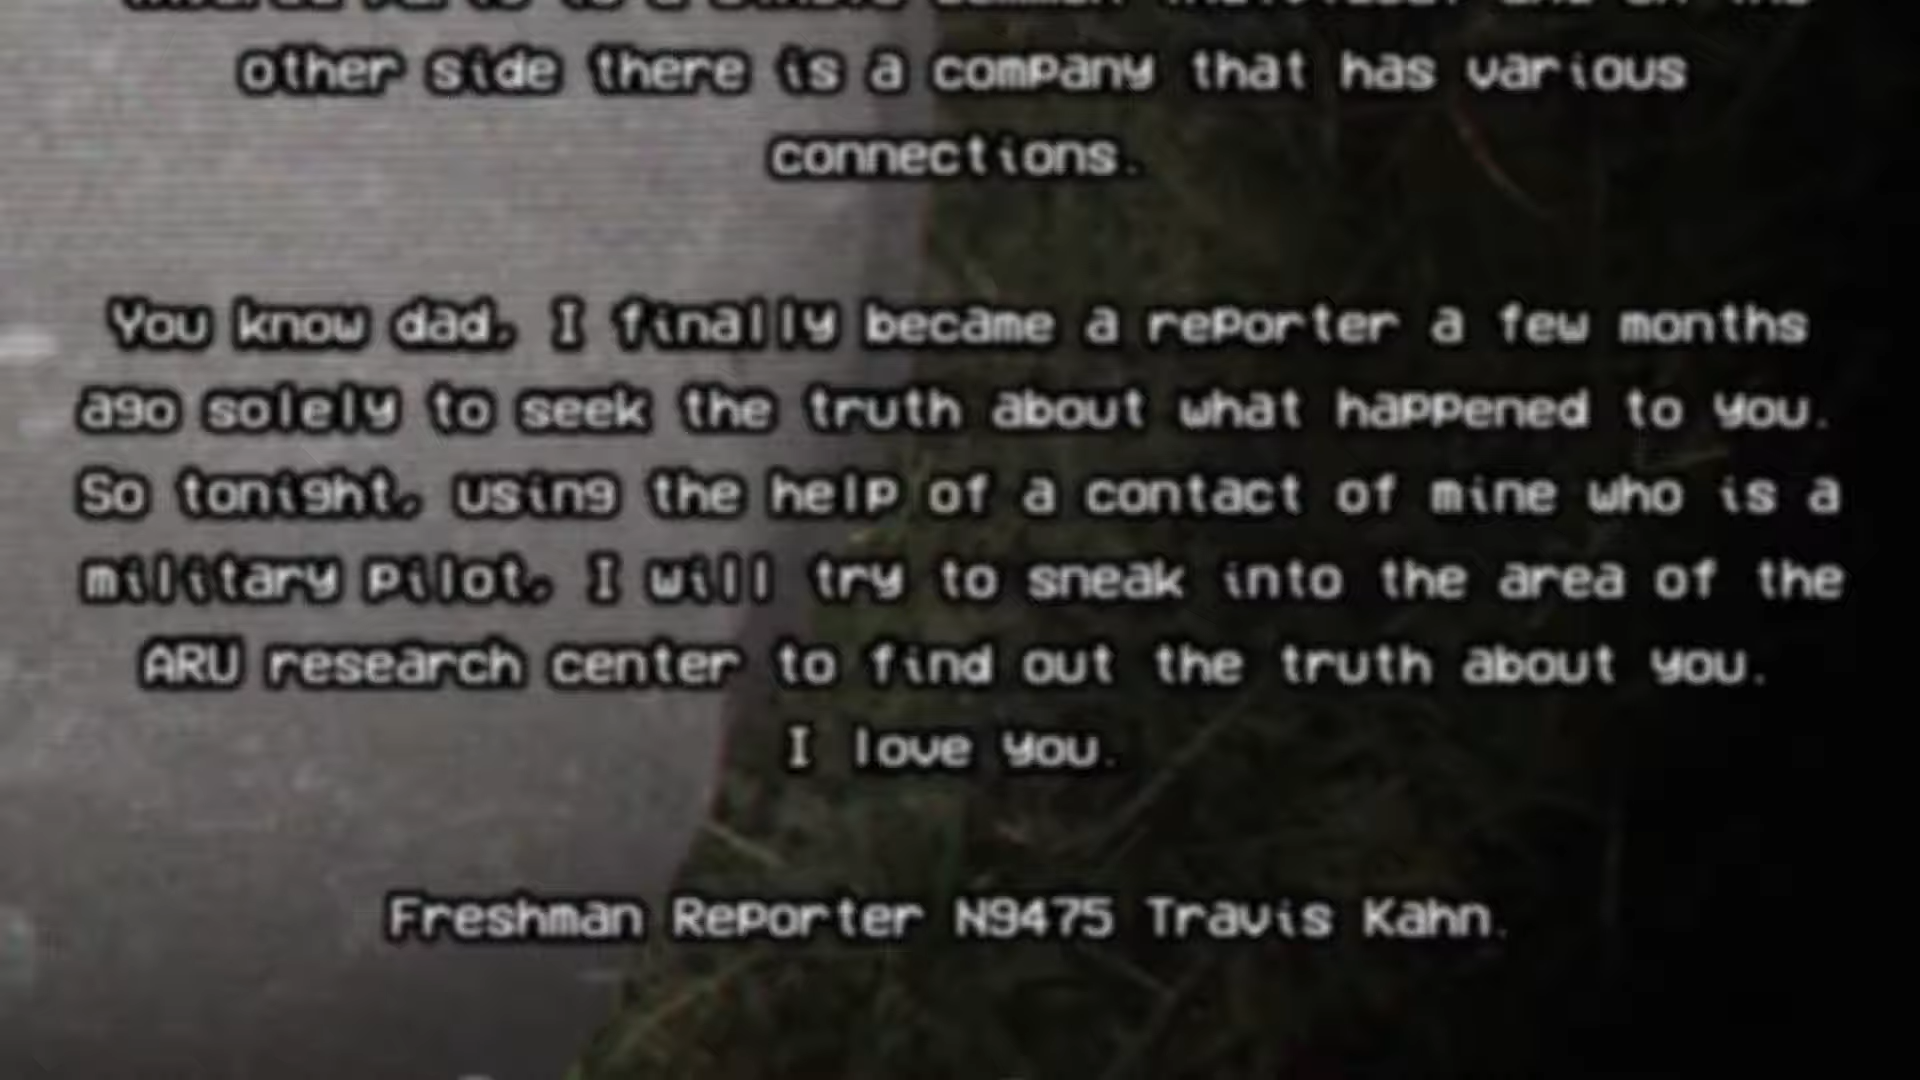 other side there is a company that has various
connections.
You know dad, I finally became a reporter a few months
ago solely to seek the truth about what happened to you.
So tonight, using the help of a contact of mine who is a
military pilot, I will try to sneak into the area of the
ARU research center to find out the truth about you.
I love you.
Freshman Reporter N9475 Travis Kahn.